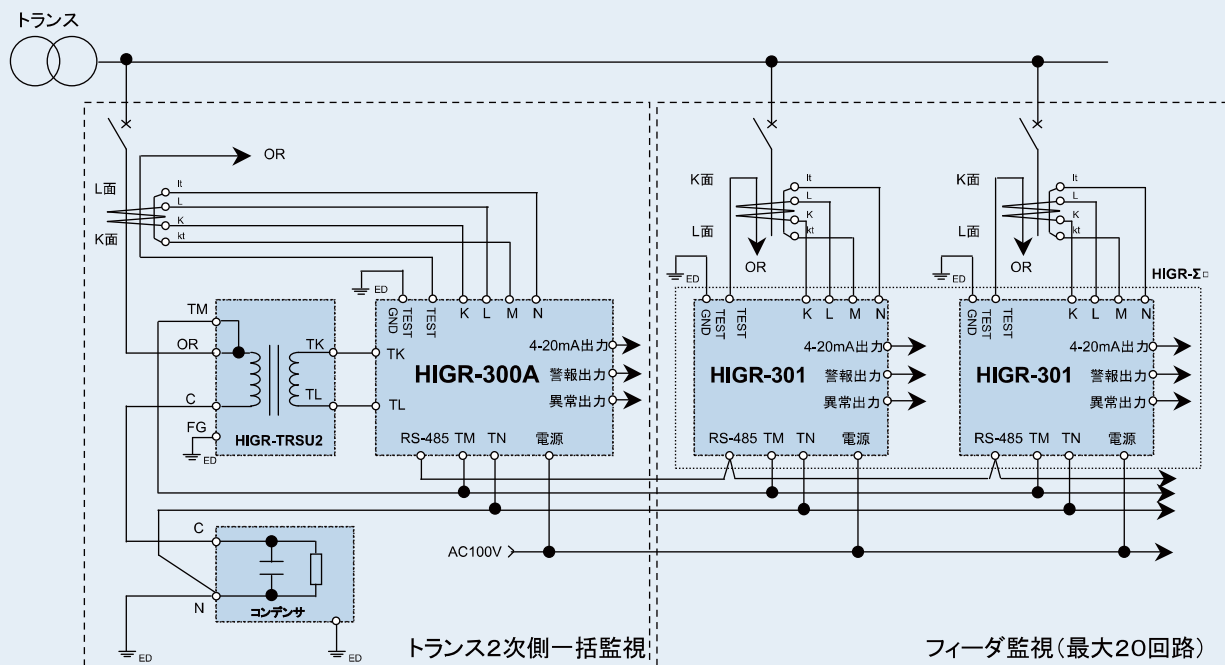 トランス
OR
L面
K面
lt
L
K
kt
ED
GND
TEST
TEST
K
L
M
N
TM
OR
C
FG
ED
TK
TL
HIGR-TRSU2
TK
TL
HIGR-300A
4-20mA出力
警報出力
異常出力
RS-485
TM
TN
電源
C
N
コンデンサ
ED
ED
AC100V
トランス2次側一括監視
K面
L面
lt
L
K
kt
OR
ED
GND
TEST
TEST
K
L
M
N
4-20mA出力
HIGR-301
警報出力
異常出力
RS-485
TM
TN
電源
K面
L面
lt
L
K
kt
OR
ED
HIGR-Σ□
GND
TEST
TEST
K
L
M
N
4-20mA出力
HIGR-301
警報出力
異常出力
RS-485
TM
TN
電源
フィーダ監視(最大20回路)